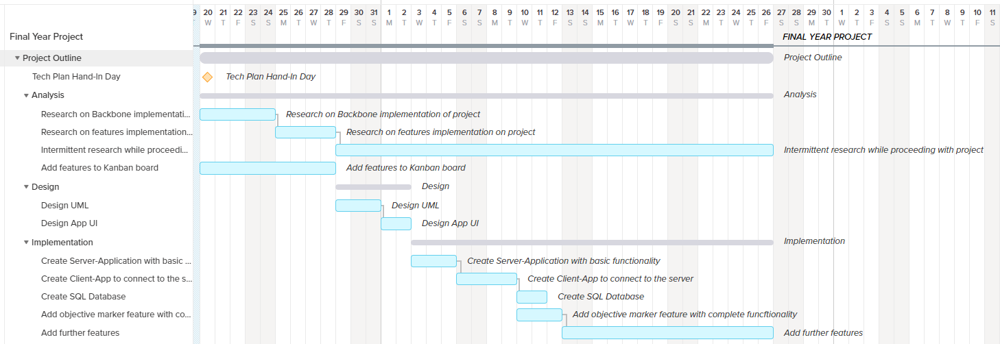 9 20 21 22 23 24 25 26 27 28 29 30 31 1 2 3 4 5 6 7 8 9 10 11 12 13 14 15 16 17 18 19 20 21 22 23 24 25 26 27 28 29 30 1 2 3 4 5 6 7 8 9 10 11
T W T F S S M T W T F S S M T W T F S S M T W T F S S M T W T F S S M T W T F S S M T W T F S S M T W T F S
Final Year Project FINAL YEAR PROJECT
Project Outline Project Outline
Tech Plan Hand-In Day Tech Plan Hand-In Day
Analysis Analysis
Research on Backbone implementati... Research on Backbone implementation of project
Research on features implementation... Research on features implementation on project
Intermittent research while proceedi... Intermittent research while proceeding with project
Add features to Kanban board Add features to Kanban board
Design Design
Design UML Design UML
Design App UI Design App UI
Implementation Implementation
Create Server-Application with basic ... Create Server-Application with basic functionality
Create Client-App to connect to the s... Create Client-App to connect to the server
Create SQL Database Create SQL Database
Add objective marker feature with co... Add objective marker feature with complete funcftionality
Add further features Add further features